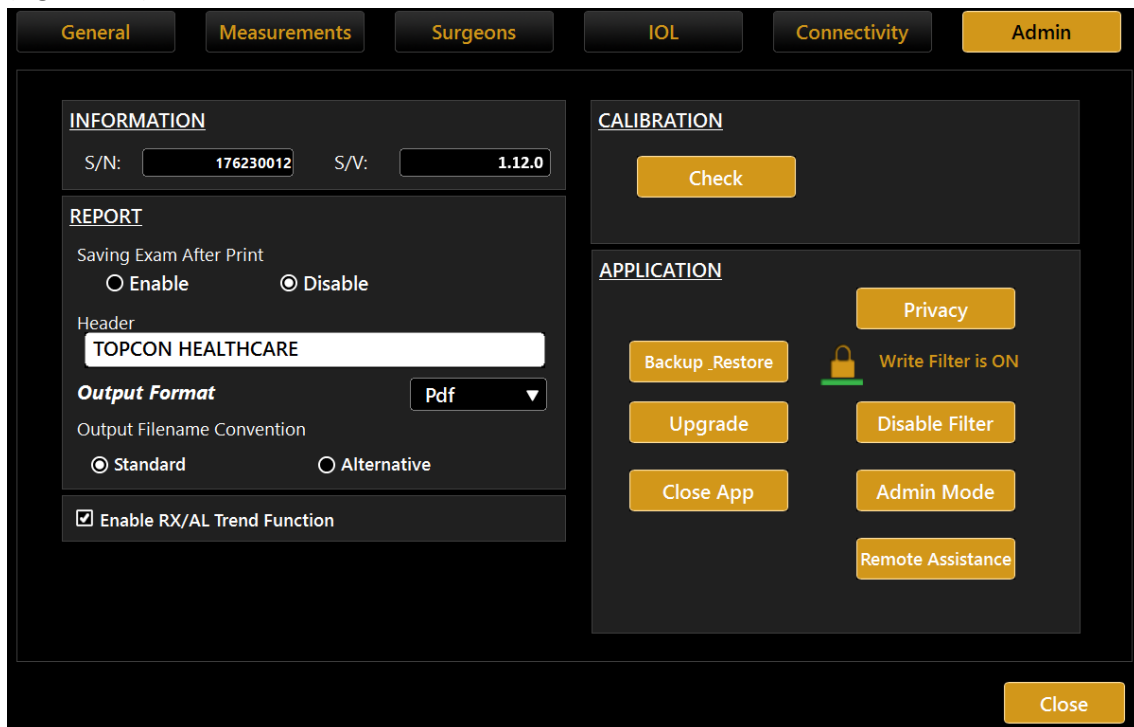 General
Measurements
Surgeons
IOL
Connectivity
Admin
INFORMATION
S/N: 176230012 S/V: 1.12.0
REPORT
Saving Exam After Print
Enable Disable
Header
TOPCON HEALTHCARE
Output Format Pdf
Output Filename Convention
Standard Alternative
Enable RX/AL Trend Function
CALIBRATION
Check
APPLICATION
Privacy
Backup _Restore Write Filter is ON
Upgrade Disable Filter
Close App Admin Mode
Remote Assistance
Close